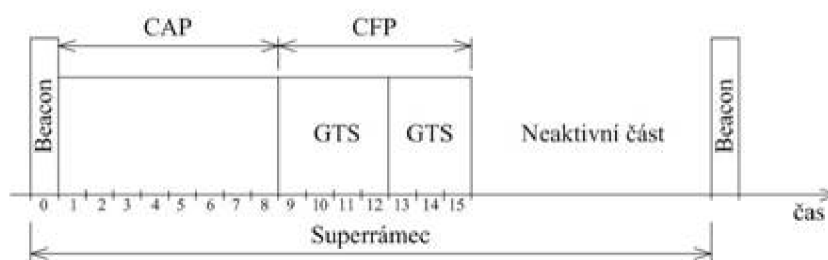 CAP CFP
Beacon GTS GTS Neaktivní část Beacon
0 1 2 3 4 5 6 7 8 9 10 11 12 13 14 15
čas
Superrámec